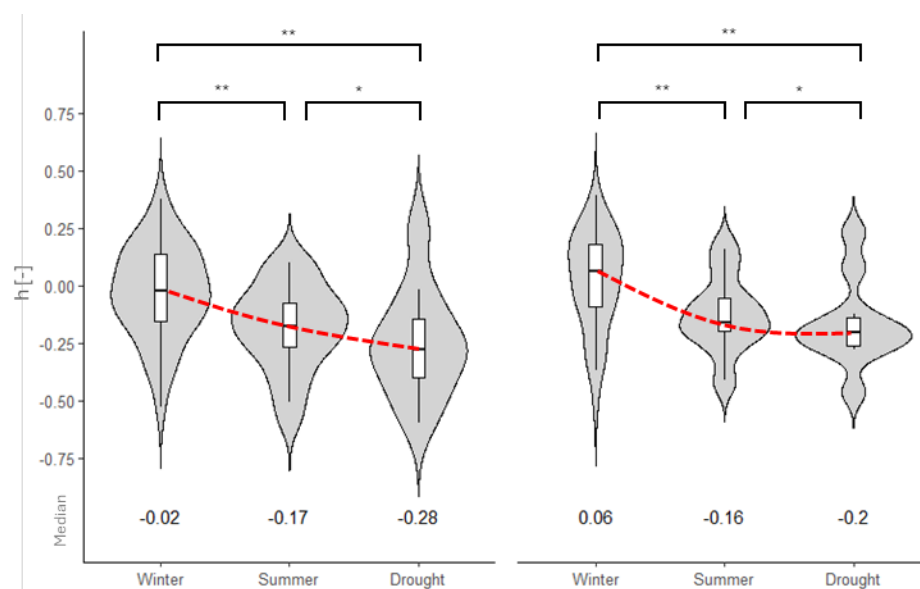 ** **
** * ** *
0.75
0.50
0.25
0.00
-0.25
-0.50
-0.75
h [-]
Median
-0.02 -0.17 -0.28 0.06 -0.16 -0.2
Winter Summer Drought Winter Summer Drought